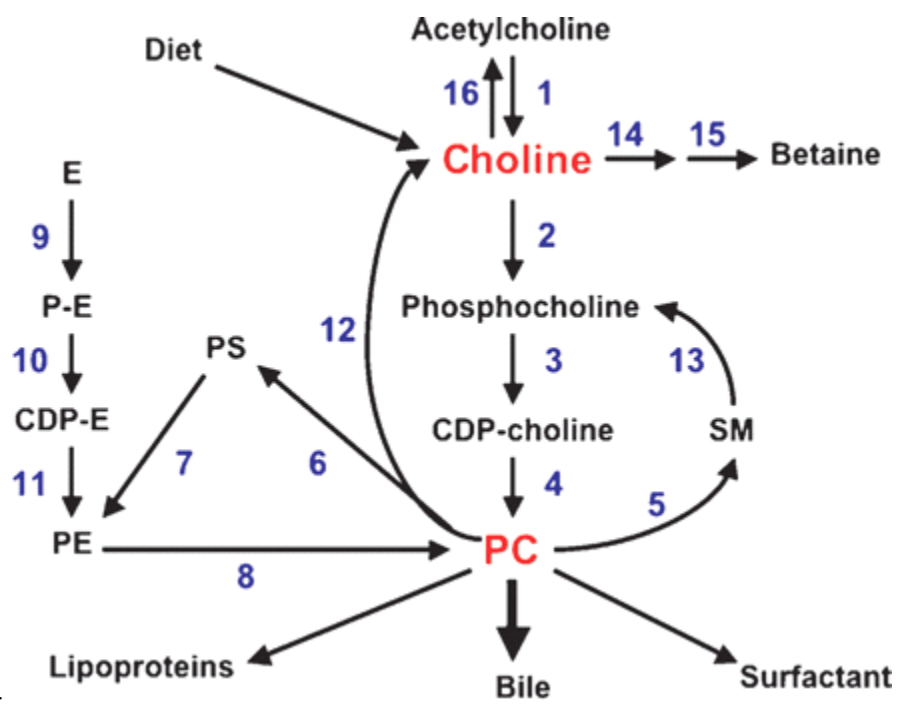 Acetylcholine
Diet
16 1
14 15
Choline Betaine
E
9 2
P-E Phosphocholine
12
PS
10 3 13
CDP-E CDP-choline SM
7 6
11 4
5
PE PC
8
Lipoproteins
Bile
Surfactant